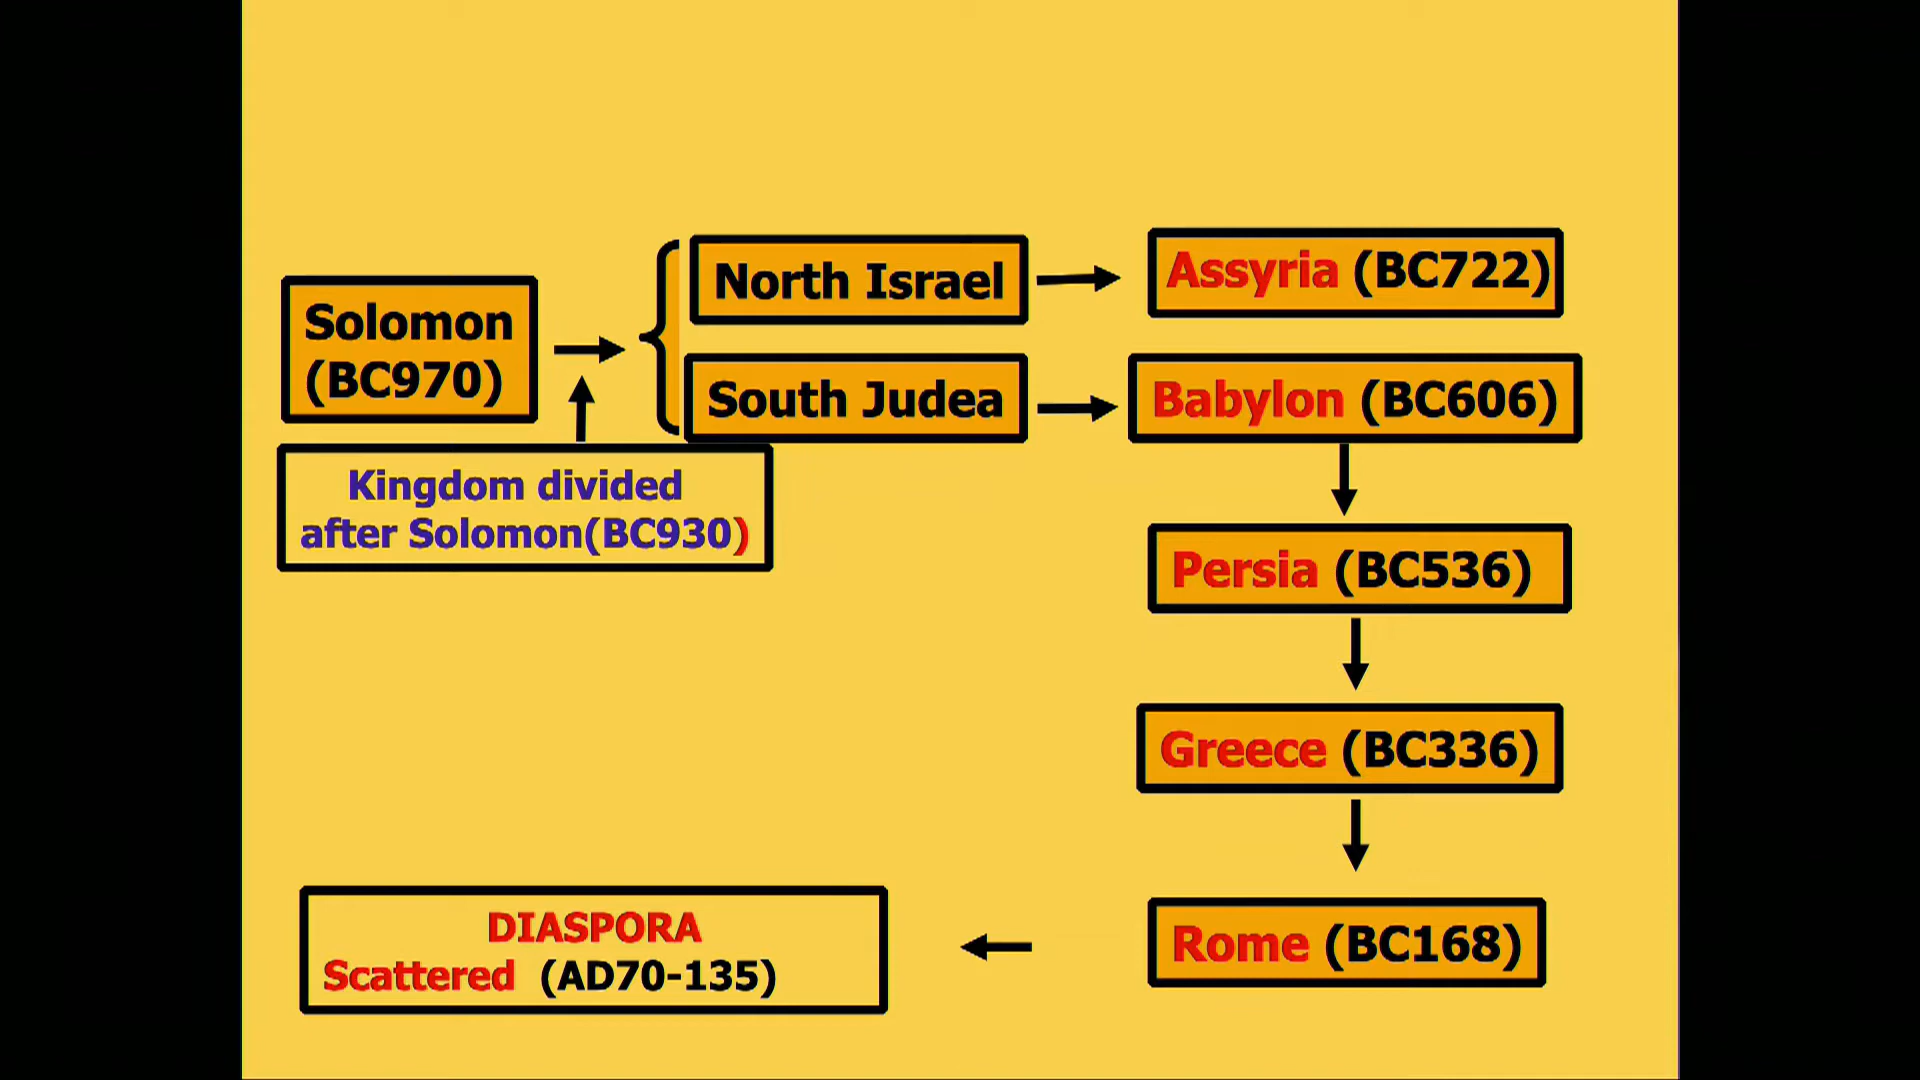 Solomon
(BC970)
North Israel
Assyria (BC722)
South Judea
Babylon (BC606)
Kingdom divided
after Solomon(BC930)
Persia (BC536)
Greece (BC336)
Rome (BC168)
DIASPORA
Scattered (AD70-135)